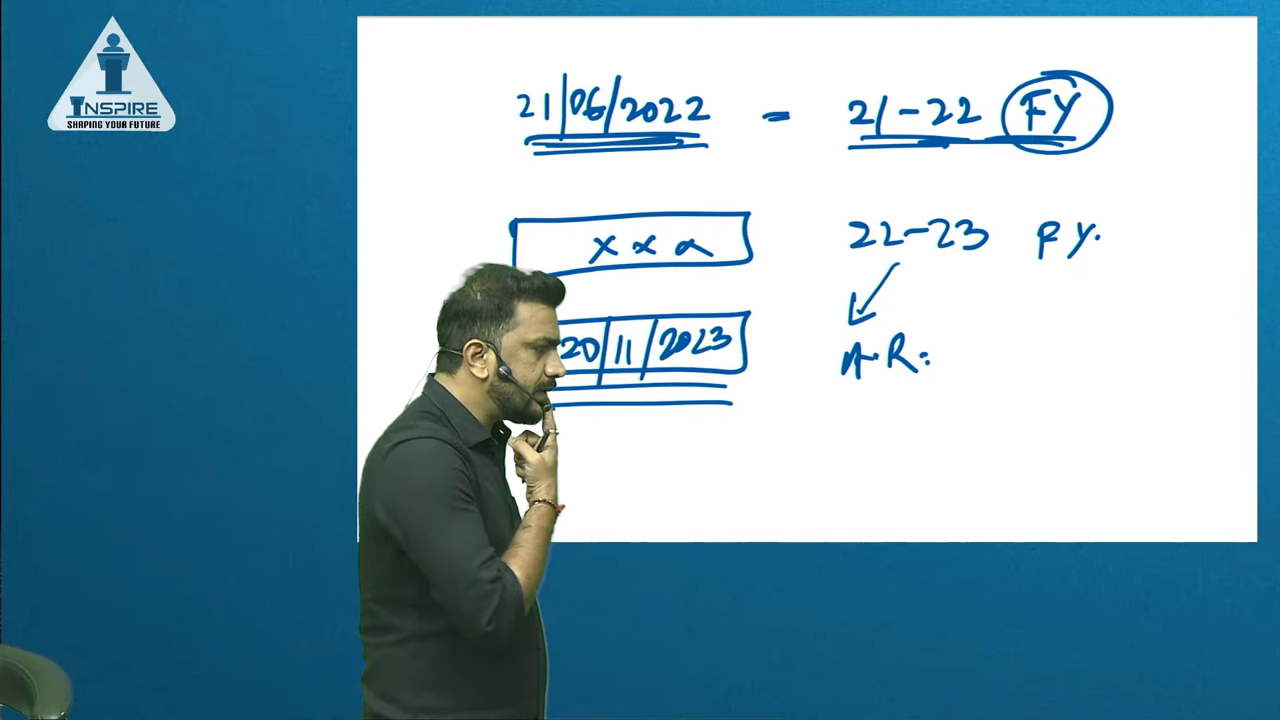 INSPIRE
SHAPING YOUR FUTURE
21/06/2022 = 21-22 FY
x x x 22-23 F.Y.
20/11/2023
A.R.